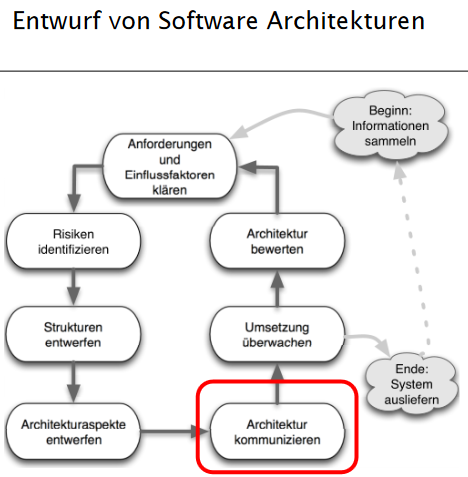 Entwurf von Software Architekturen
Beginn:
Informationen
sammeln
Anforderungen
und
Einflussfaktoren
klären
Risiken
identifizieren
Architektur
bewerten
Strukturen
entwerfen
Umsetzung
überwachen
Ende:
System
ausliefern
Architekturaspekte
entwerfen
Architektur
kommunizieren